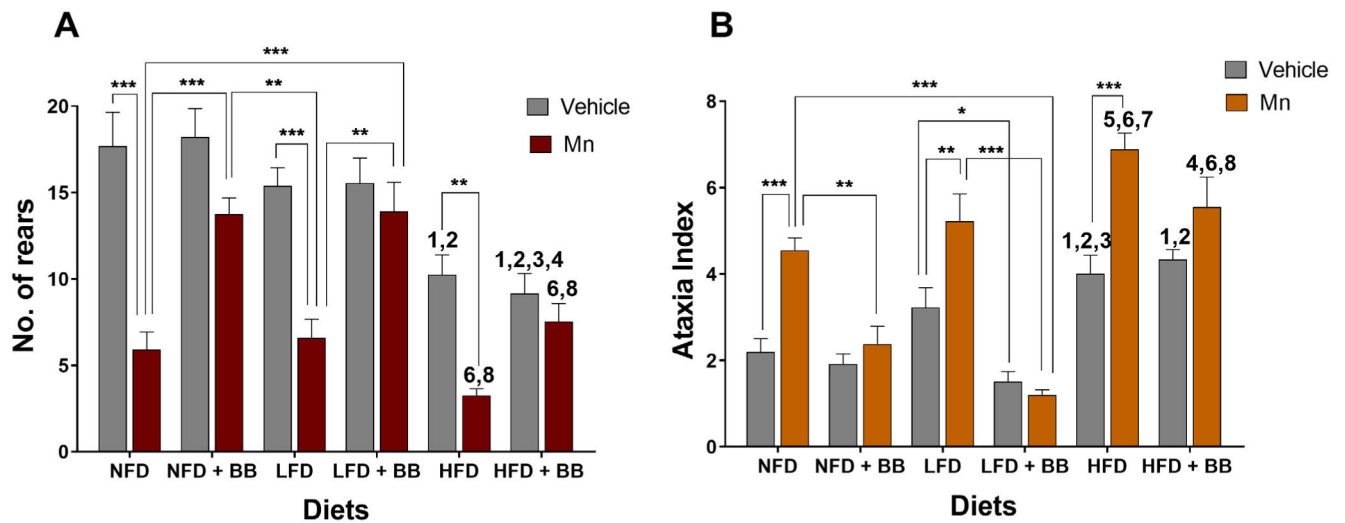 A
No. of rears
20
15
10
5
0
***
***
***
**
***
**
**
1,2
6,8
1,2,3,4
6,8
Vehicle
Mn
NFD NFD + BB LFD LFD + BB HFD HFD + BB
Diets
B
Ataxia Index
8
6
4
2
0
***
***
*
**
***
***
**
5,6,7
4,6,8
1,2,3
1,2
Vehicle
Mn
NFD NFD + BB LFD LFD + BB HFD HFD + BB
Diets